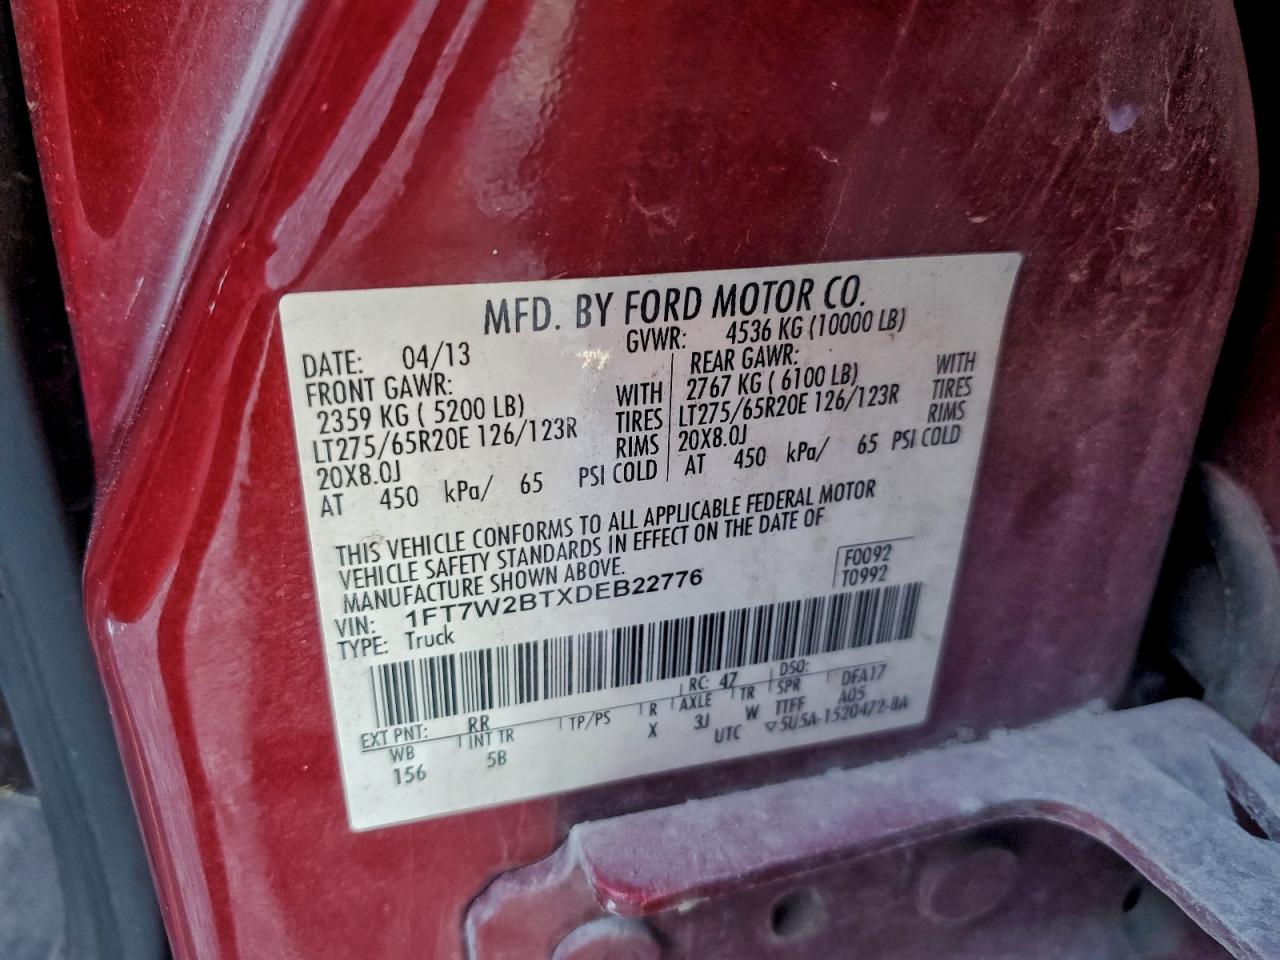 MFD. BY FORD MOTOR CO.
DATE: 04/13 GVWR: 4536 KG (10000 LB)
FRONT GAWR: REAR GAWR:
2359 KG ( 5200 LB) WITH 2767 KG ( 6100 LB) WITH
LT275/65R20E 126/123R TIRES LT275/65R20E 126/123R TIRES
20X8.0J RIMS 20X8.0J RIMS
AT 450 kPa/ 65 PSI COLD AT 450 kPa/ 65 PSI COLD
THIS VEHICLE CONFORMS TO ALL APPLICABLE FEDERAL MOTOR
VEHICLE SAFETY STANDARDS IN EFFECT ON THE DATE OF
MANUFACTURE SHOWN ABOVE.
F0092
T0992
VIN: 1FT7W2BTXDEB22776
TYPE: Truck
EXT PNT: RR RC: 47 DSO:
WB INT TR TP/PS R AXLE TR SPR DFA17
156 5B X 3J W TTFF A05
UTC ▽5U5A-1520472-BA